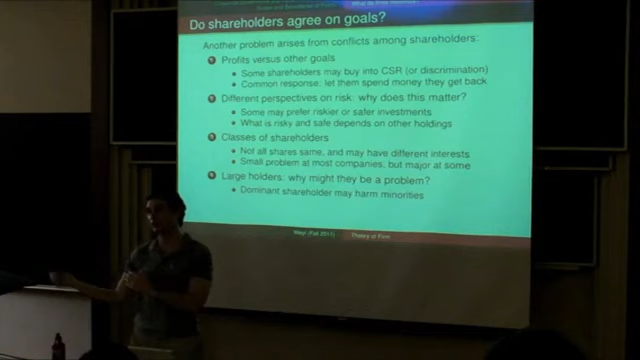 Do shareholders agree on goals?
Another problem arises from conflicts among shareholders:
Profits versus other goals
Some shareholders may buy into CSR (or discrimination)
Common response: let them spend money they get back
Different perspectives on risk: why does this matter?
Some may prefer riskier or safer investments
What is risky and safe depends on other holdings
Classes of shareholders
Not all shares same, and may have different interests
Small problem at most companies, but major at some
Large holders: why might they be a problem?
Dominant shareholder may harm minorities
(Fall 2011) Theory of Firm